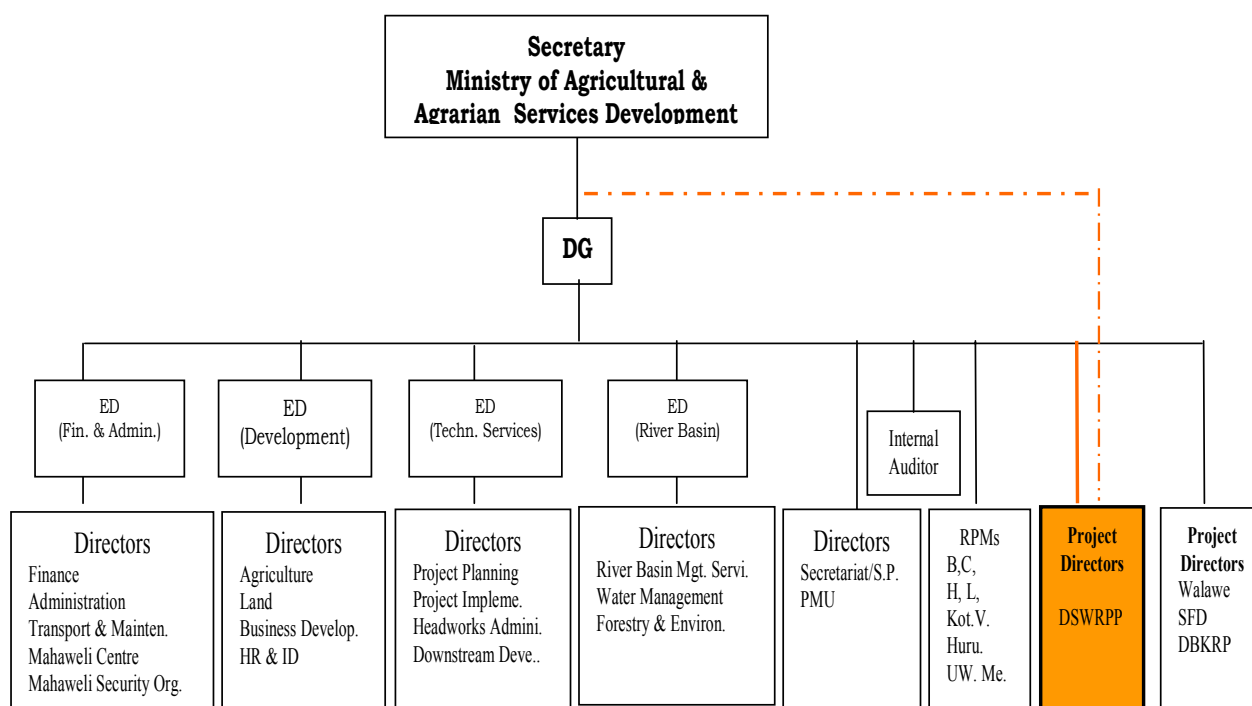 Secretary
Ministry of Agricultural &
Agrarian Services Development
DG
ED
(Fin. & Admin.)
ED
(Development)
ED
(Techn. Services)
ED
(River Basin)
Internal
Auditor
Directors
Finance
Administration
Transport & Mainten.
Mahaweli Centre
Mahaweli Security Org.
Directors
Agriculture
Land
Business Develop.
HR & ID
Directors
Project Planning
Project Impleme.
Headworks Admini.
Downstream Deve..
Directors
River Basin Mgt. Servi.
Water Management
Forestry & Environ.
Directors
Secretariat/S.P.
PMU
RPMs
B,C,
H, L,
Kot.V.
Huru.
UW. Me.
Project
Directors
DSWRPP
Project
Directors
Walawe
SFD
DBKRP